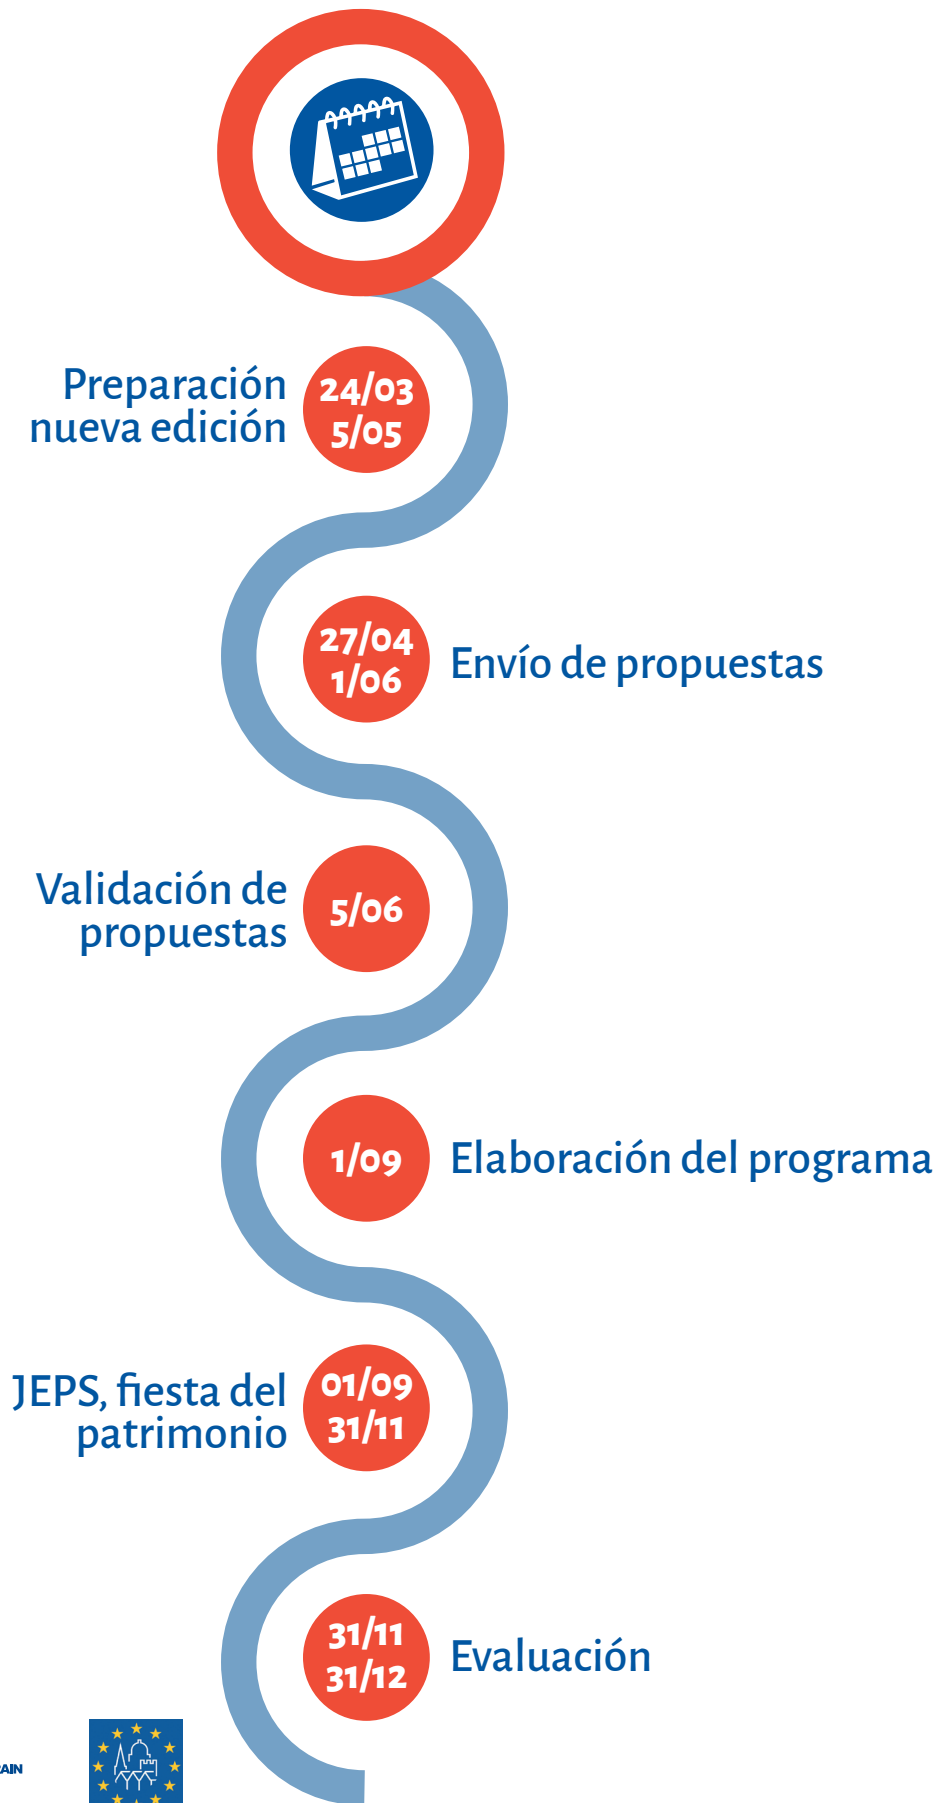 Preparación
nueva edición
24/03
5/05
27/04
1/06
Envío de propuestas
Validación de
propuestas
5/06
1/09
Elaboración del programa
JEPS, fiesta del
patrimonio
01/09
31/11
31/11
31/12
Evaluación